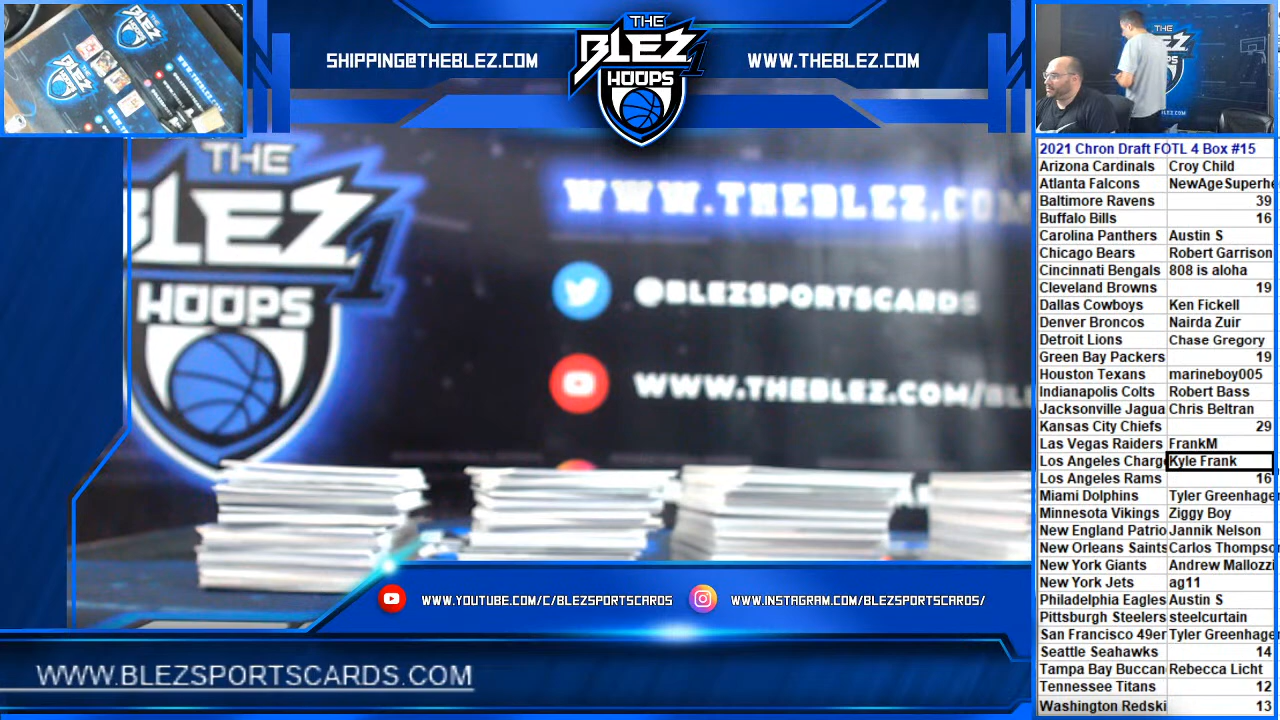 SHIPPING@THEBLEZ.COM
THE
BLEZ 1
HOOPS
WWW.THEBLEZ.COM
THE
BLEZ 1
HOOPS
WWW.THEBLEZ.COM
@BLEZSPORTSCARDS
WWW.THEBLEZ.COM/BL
WWW.YOUTUBE.COM/C/BLEZSPORTSCARDS
WWW.INSTAGRAM.COM/BLEZSPORTSCARDS/
WWW.BLEZSPORTSCARDS.COM
2021 Chron Draft FOTL 4 Box #15
Arizona Cardinals Croy Child
Atlanta Falcons NewAgeSuperhe
Baltimore Ravens 39
Buffalo Bills 16
Carolina Panthers Austin S
Chicago Bears Robert Garrison
Cincinnati Bengals 808 is aloha
Cleveland Browns 19
Dallas Cowboys Ken Fickell
Denver Broncos Nairda Zuir
Detroit Lions Chase Gregory
Green Bay Packers 19
Houston Texans marineboy005
Indianapolis Colts Robert Bass
Jacksonville Jagua Chris Beltran
Kansas City Chiefs 29
Las Vegas Raiders FrankM
Los Angeles Charg Kyle Frank
Los Angeles Rams 16
Miami Dolphins Tyler Greenhage
Minnesota Vikings Ziggy Boy
New England Patrio Jannik Nelson
New Orleans Saints Carlos Thompso
New York Giants Andrew Mallozzi
New York Jets ag11
Philadelphia Eagles Austin S
Pittsburgh Steelers steelcurtain
San Francisco 49er Tyler Greenhage
Seattle Seahawks 14
Tampa Bay Buccan Rebecca Licht
Tennessee Titans 12
Washington Redski 13